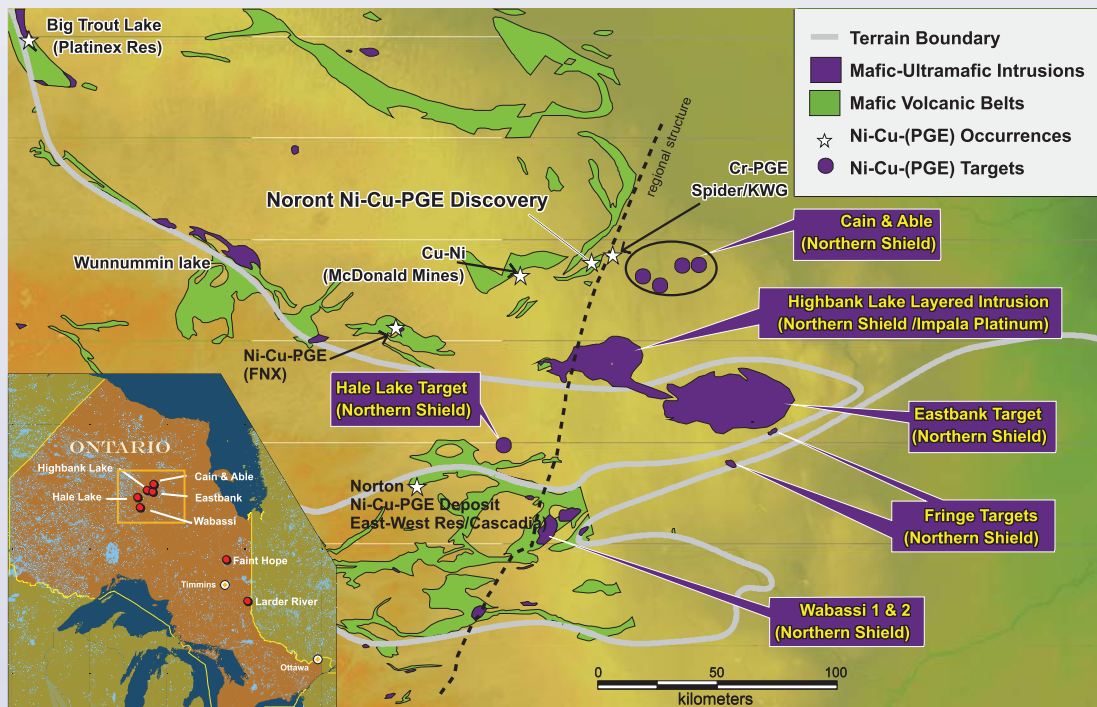 Big Trout Lake
(Platinex Res)
Terrain Boundary
Mafic-Ultramafic Intrusions
Mafic Volcanic Belts
Ni-Cu-(PGE) Occurrences
Ni-Cu-(PGE) Targets
regional structure
Cr-PGE
Spider/KWG
Noront Ni-Cu-PGE Discovery
Cain & Able
(Northern Shield)
Wunnummin lake
Cu-Ni
(McDonald Mines)
Highbank Lake Layered Intrusion
(Northern Shield /Impala Platinum)
Ni-Cu-PGE
(FNX)
Hale Lake Target
(Northern Shield)
Eastbank Target
(Northern Shield)
Norton
Ni-Cu-PGE Deposit
East-West Res/Cascadia)
Fringe Targets
(Northern Shield)
Wabassi 1 & 2
(Northern Shield)
0 50 100
kilometers
ONTARIO
Highbank Lake
Cain & Able
Hale Lake
Eastbank
Wabassi
Faint Hope
Timmins
Larder River
Ottawa